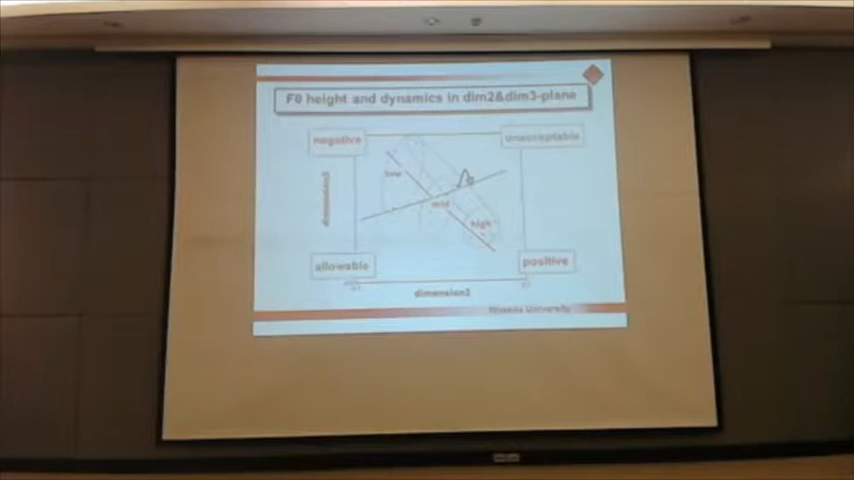 F0 height and dynamics in dim2&dim3-plane
negative
unacceptable
low
dimension3
mid
high
allowable
positive
dimension2
Waseda University